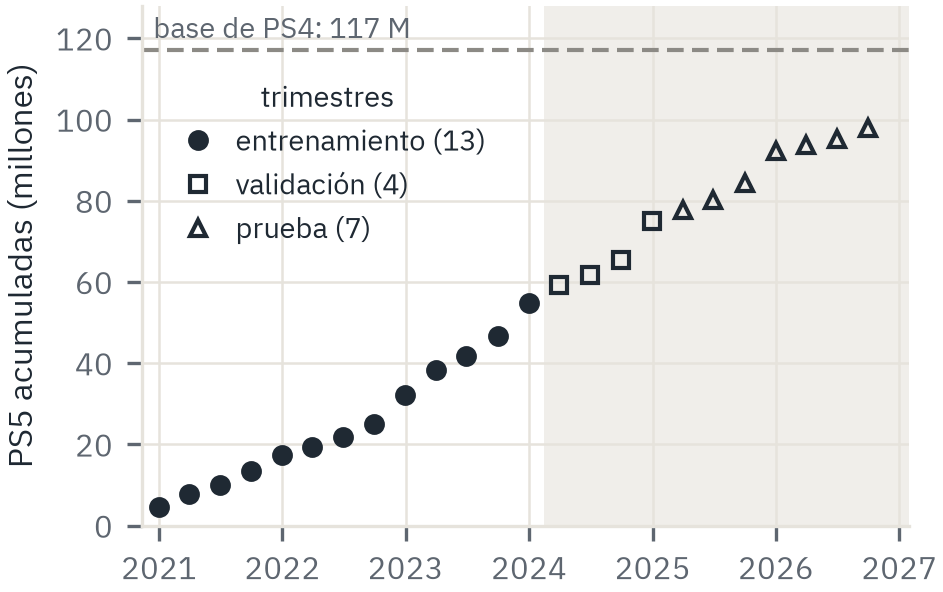 base de PS4: 117 M
trimestres
entrenamiento (13)
validación (4)
prueba (7)
PS5 acumuladas (millones)
120
100
80
60
40
20
0
2021 2022 2023 2024 2025 2026 2027